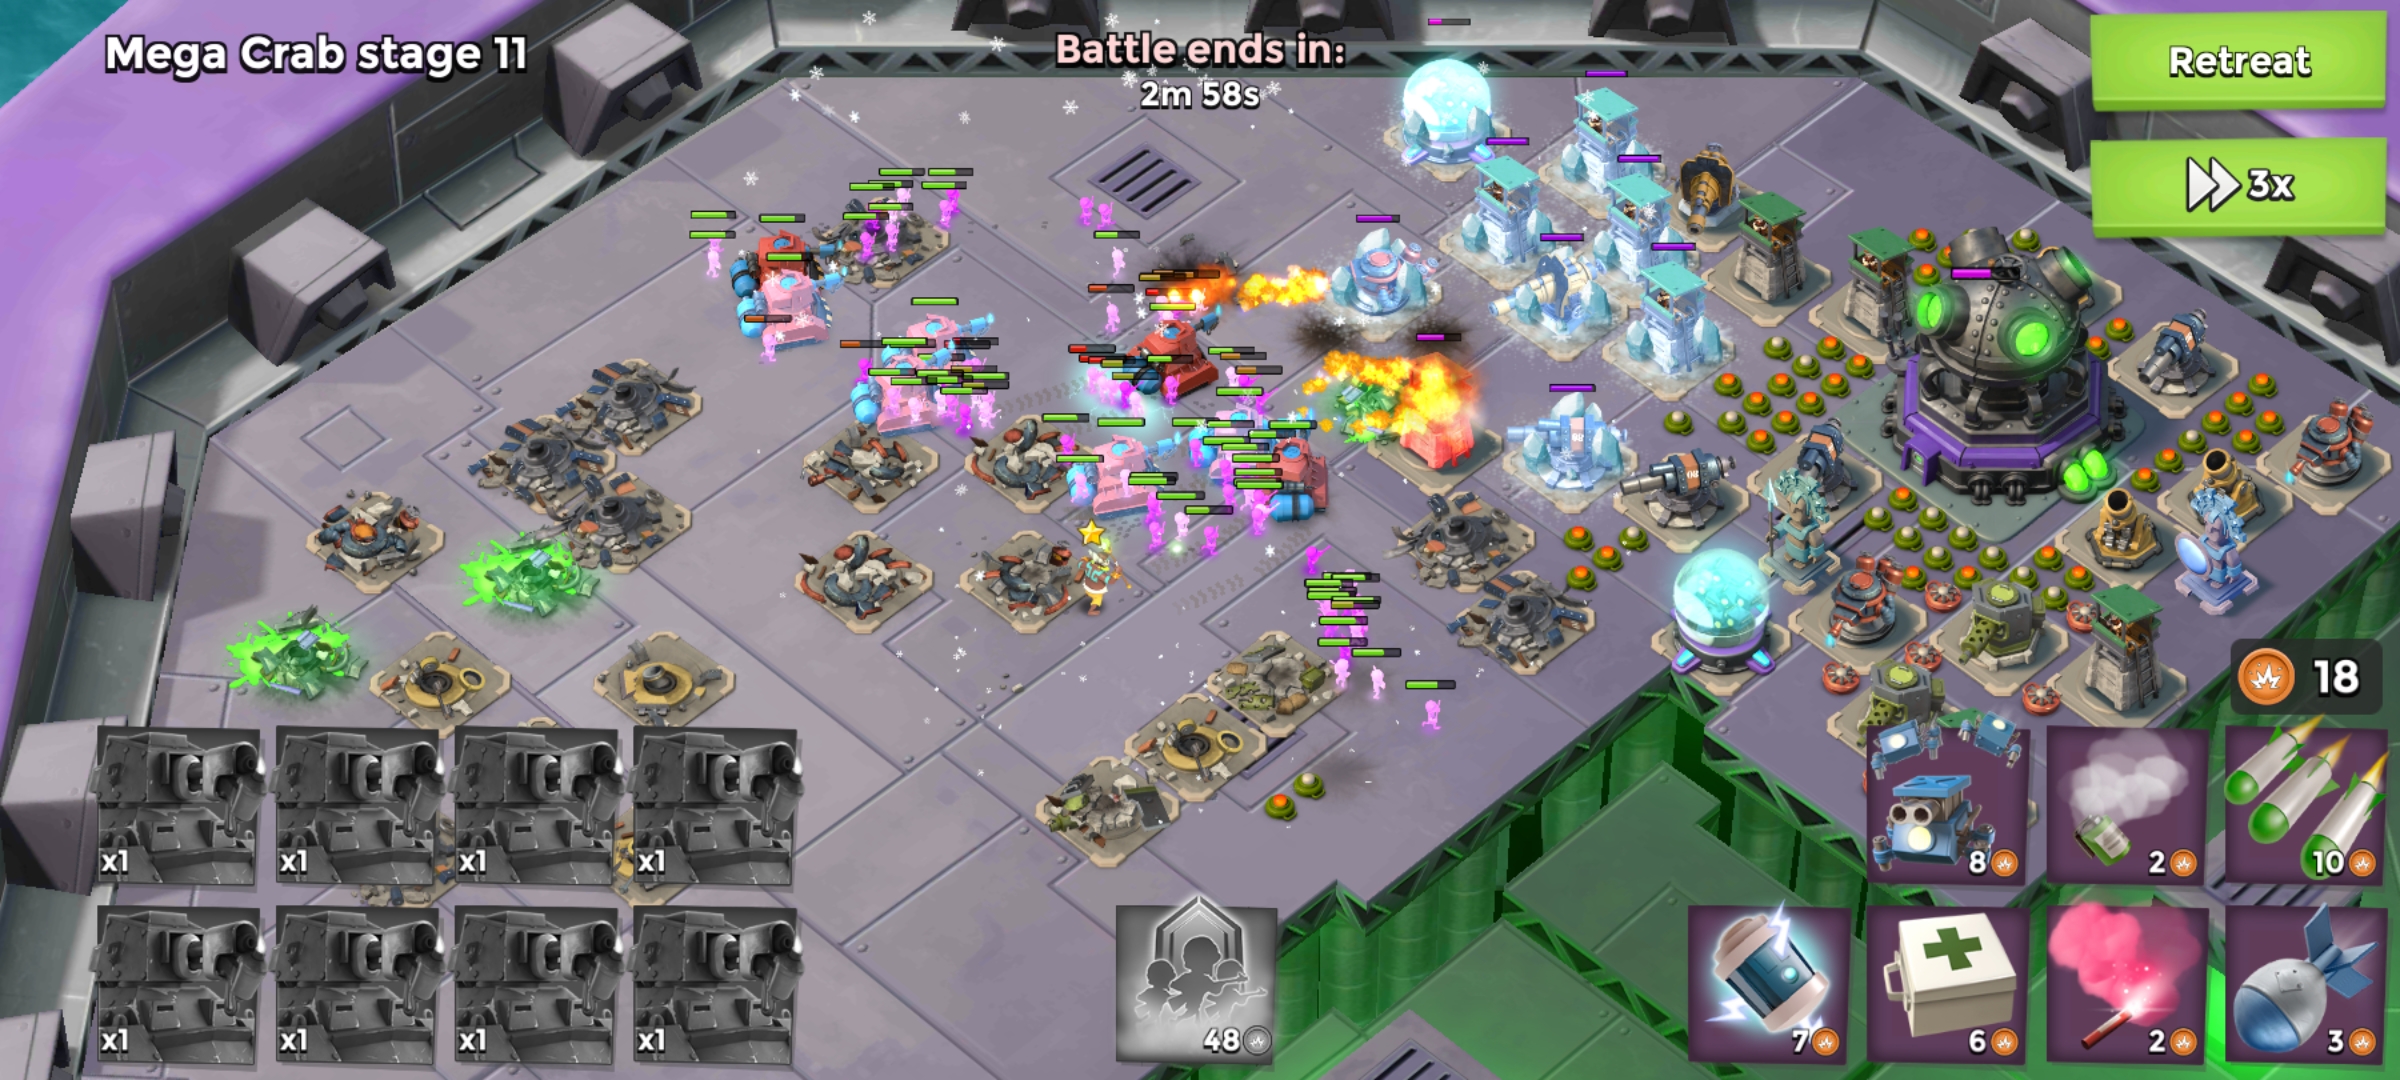 Mega Crab stage 11
Battle ends in:
2m 58s
Retreat
3x
18
x1
x1
x1
x1
8
2
10
x1
x1
x1
x1
48
7
6
2
3